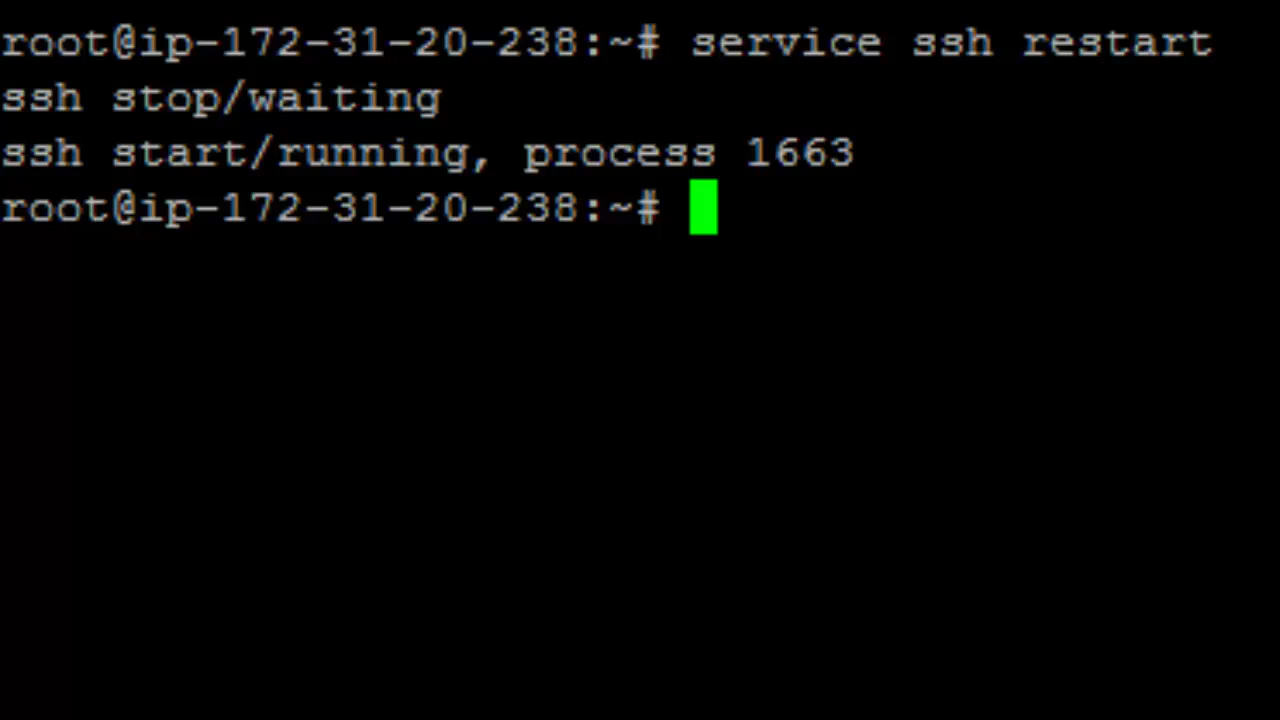 root@ip-172-31-20-238:~# service ssh restart
ssh stop/waiting
ssh start/running, process 1663
root@ip-172-31-20-238:~#